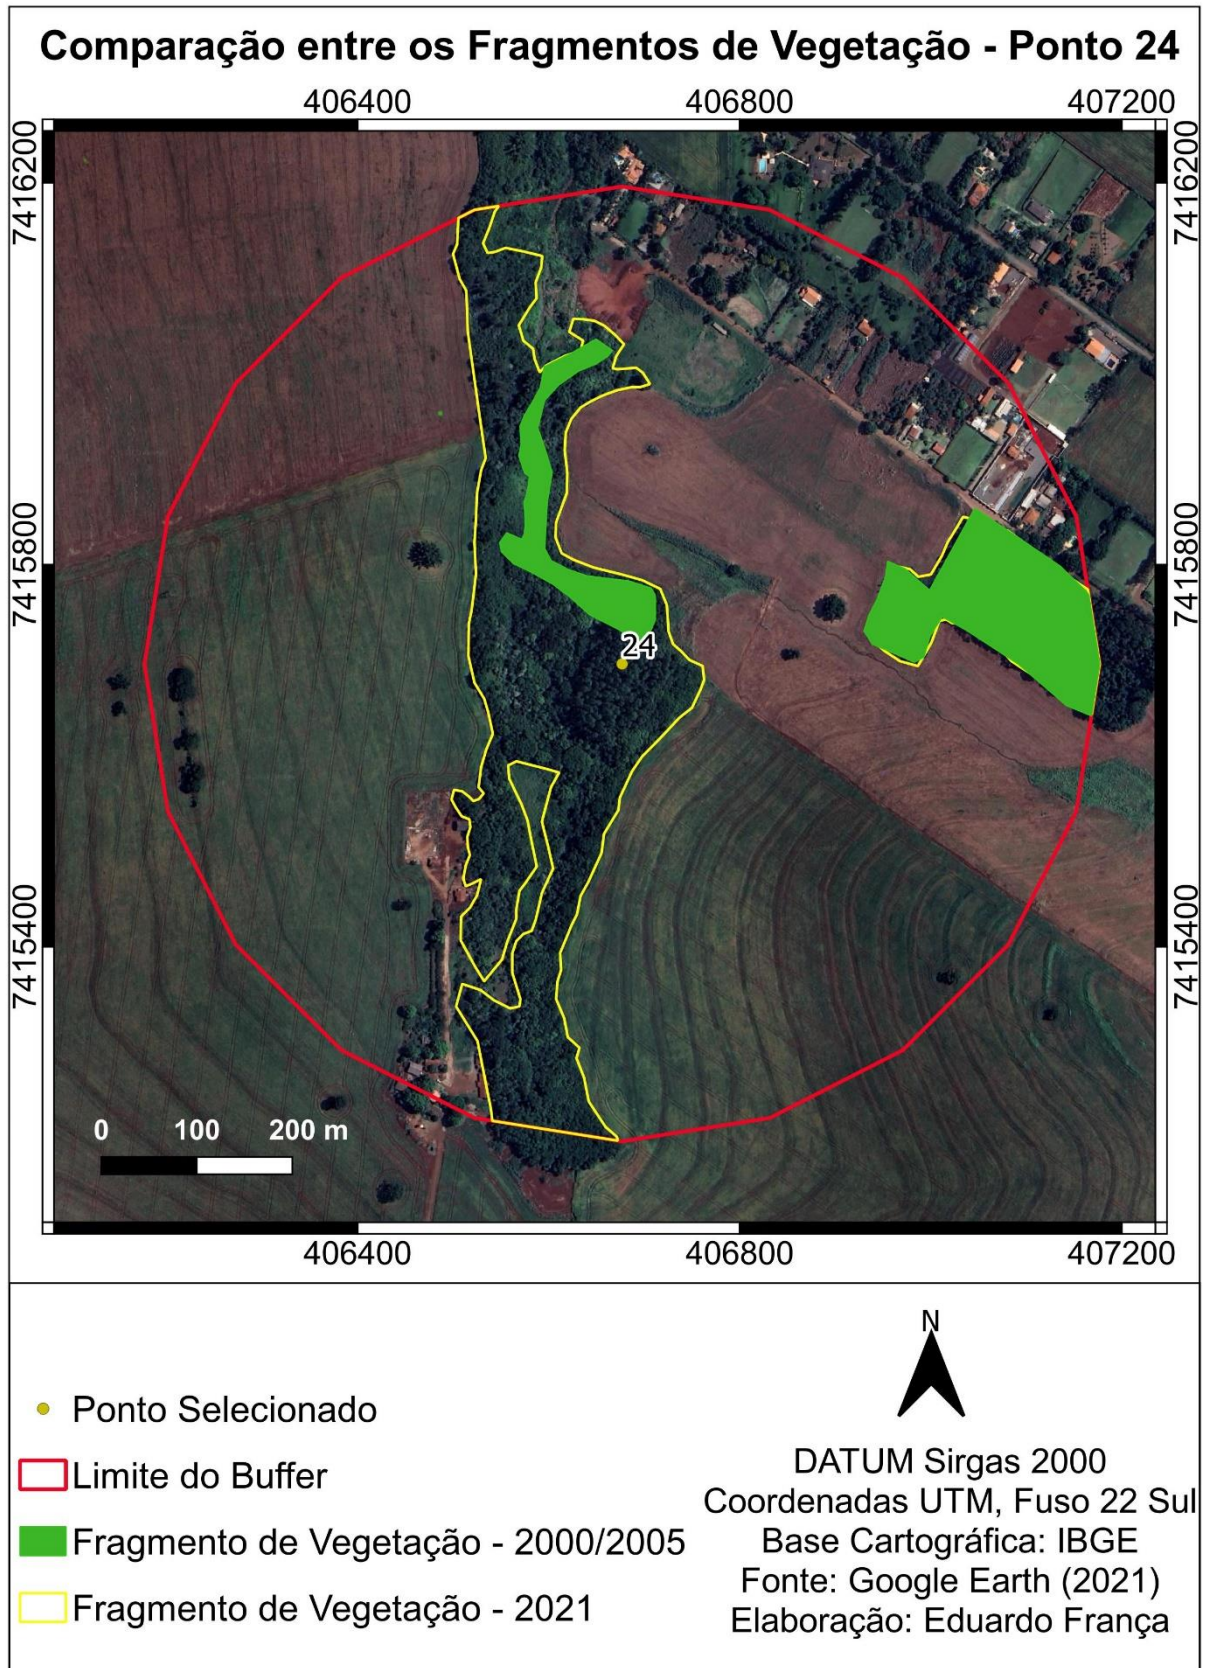 Comparação entre os Fragmentos de Vegetação - Ponto 24
406400 406800 407200
7416200 7416200
7415800 7415800
24
7415400 7415400
0 100 200 m
406400 406800 407200
N
Ponto Selecionado
Limite do Buffer
Fragmento de Vegetação - 2000/2005
Fragmento de Vegetação - 2021
DATUM Sirgas 2000
Coordenadas UTM, Fuso 22 Sul
Base Cartográfica: IBGE
Fonte: Google Earth (2021)
Elaboração: Eduardo França